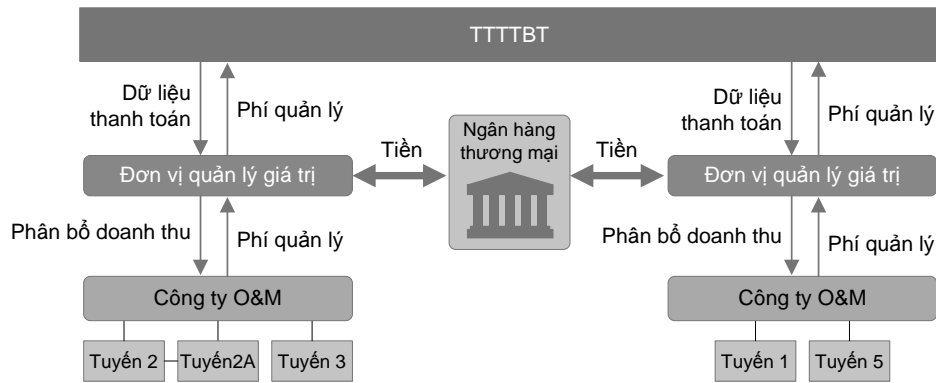 TTTTBT
Dữ liệu
thanh toán
Phí quản lý
Dữ liệu
thanh toán
Phí quản lý
Ngân hàng
thương mại
Tiền
Tiền
Đơn vị quản lý giá trị
Đơn vị quản lý giá trị
Phân bổ doanh thu
Phí quản lý
Phân bổ doanh thu
Phí quản lý
Công ty O&M
Công ty O&M
Tuyến 2
Tuyến2A
Tuyến 3
Tuyến 1
Tuyến 5